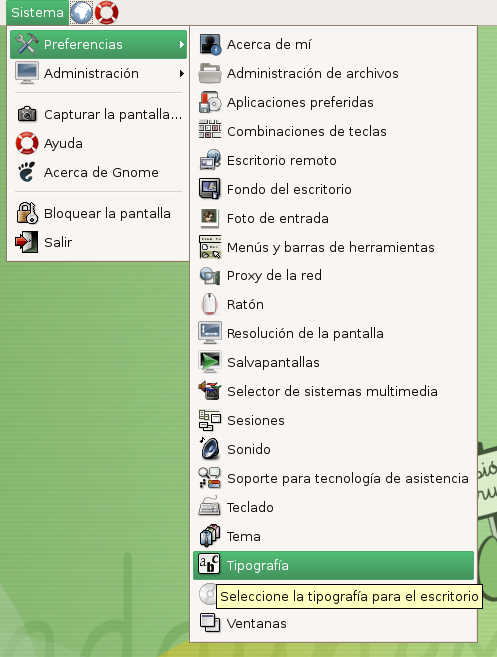 Sistema
Preferencias
Administración
Capturar la pantalla...
Ayuda
Acerca de Gnome
Bloquear la pantalla
Salir
Acerca de mí
Administración de archivos
Aplicaciones preferidas
Combinaciones de teclas
Escritorio remoto
Fondo del escritorio
Foto de entrada
Menús y barras de herramientas
Proxy de la red
Ratón
Resolución de la pantalla
Salvapantallas
Selector de sistemas multimedia
Sesiones
Sonido
Soporte para tecnología de asistencia
Teclado
Tema
abc
Tipografía
Seleccione la tipografía para el escritorio
Ventanas